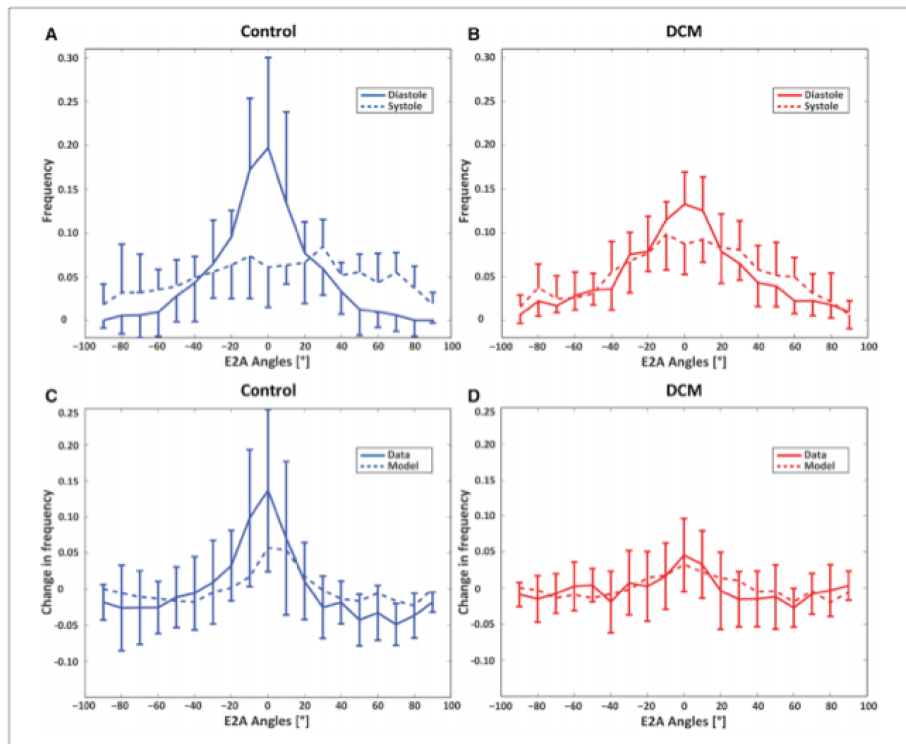 A Control
0.30
0.25
0.20
0.15
0.10
0.05
0
Frequency
Diastole
Systole
−100 −80 −60 −40 −20 0 20 40 60 80 100
E2A Angles [°]
B DCM
0.30
0.25
0.20
0.15
0.10
0.05
0
Frequency
Diastole
Systole
−100 −80 −60 −40 −20 0 20 40 60 80 100
E2A Angles [°]
C Control
0.25
0.20
0.15
0.10
0.05
0
-0.05
-0.10
Change in frequency
Data
Model
−100 −80 −60 −40 −20 0 20 40 60 80 100
E2A Angles [°]
D DCM
0.25
0.20
0.15
0.10
0.05
0
-0.05
-0.10
Change in frequency
Data
Model
−100 −80 −60 −40 −20 0 20 40 60 80 100
E2A Angles [°]